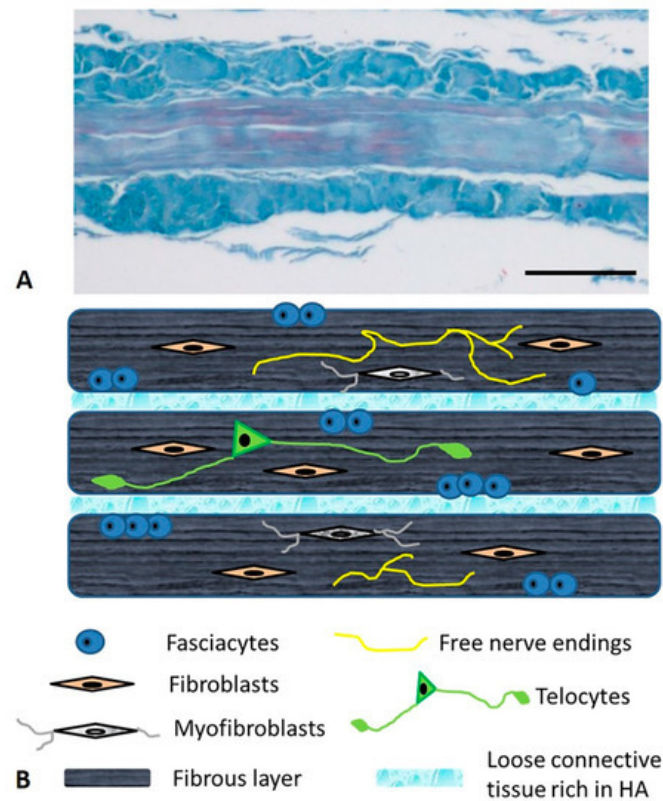 A
Fasciacytes
Free nerve endings
Fibroblasts
Telocytes
Myofibroblasts
B
Fibrous layer
Loose connective
tissue rich in HA